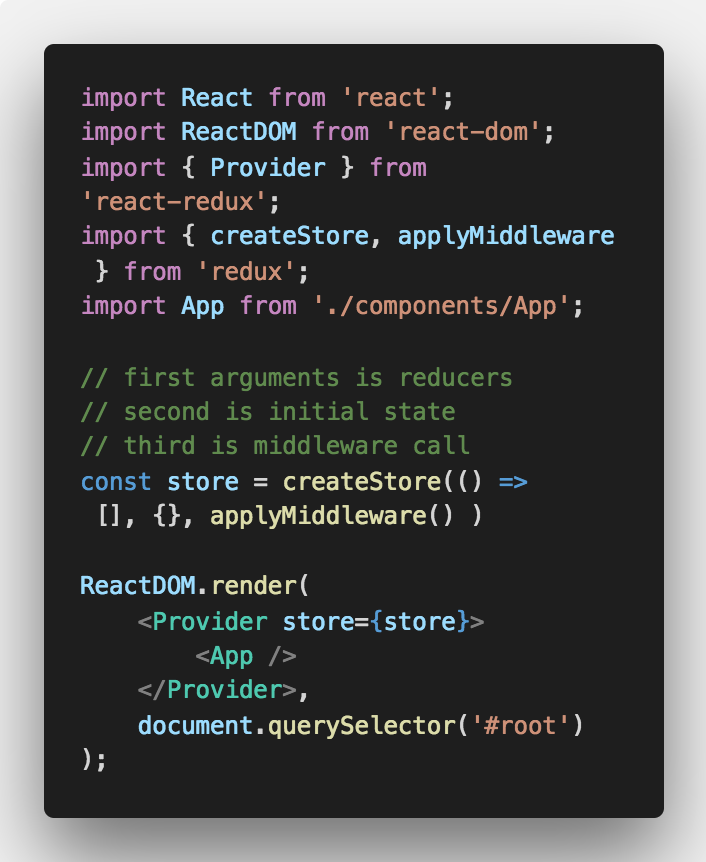 import React from 'react';
import ReactDOM from 'react-dom';
import { Provider } from
'react-redux';
import { createStore, applyMiddleware
 } from 'redux';
import App from './components/App';

// first arguments is reducers
// second is initial state
// third is middleware call
const store = createStore(() =>
 [], {}, applyMiddleware() )

ReactDOM.render(
    <Provider store={store}>
        <App />
    </Provider>,
    document.querySelector('#root')
);